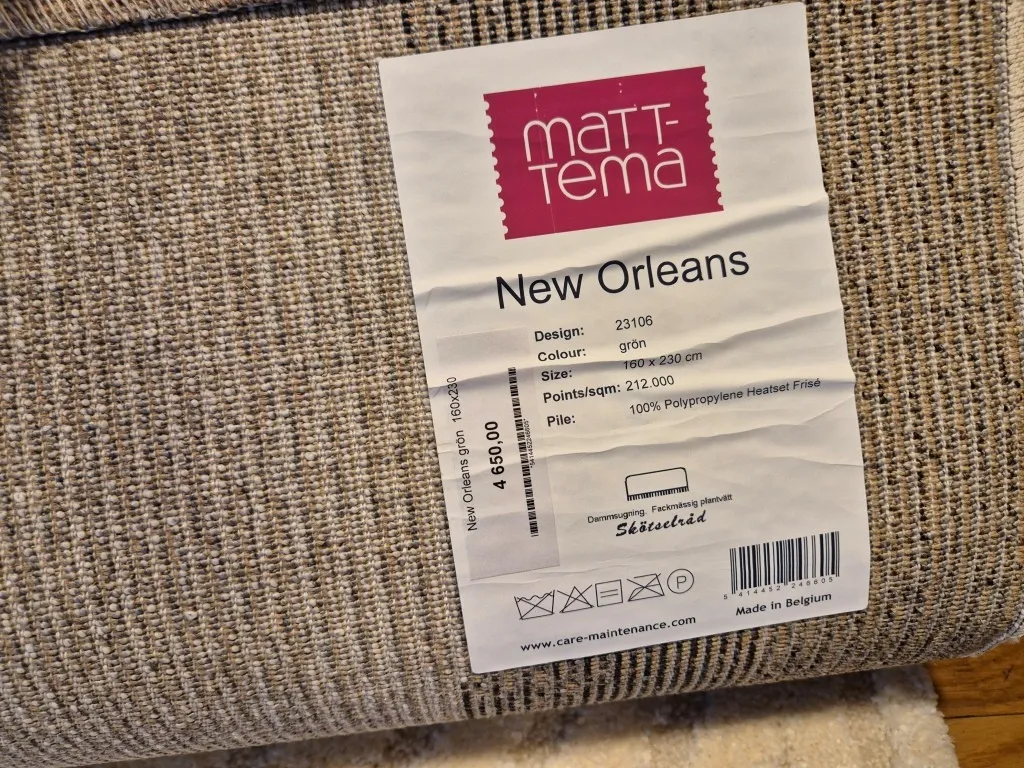 maTT-
Tema
New Orleans
Design: 23106
Colour: grön
Size: 160 x 230 cm
Points/sqm: 212.000
Pile: 100% Polypropylene Heatset Frisé
New Orleans grön 160x230
4 650,00
Dammsugning. Fackmässig plantvätt
Skötselråd
P
5 414452 246605
Made in Belgium
www.care-maintenance.com